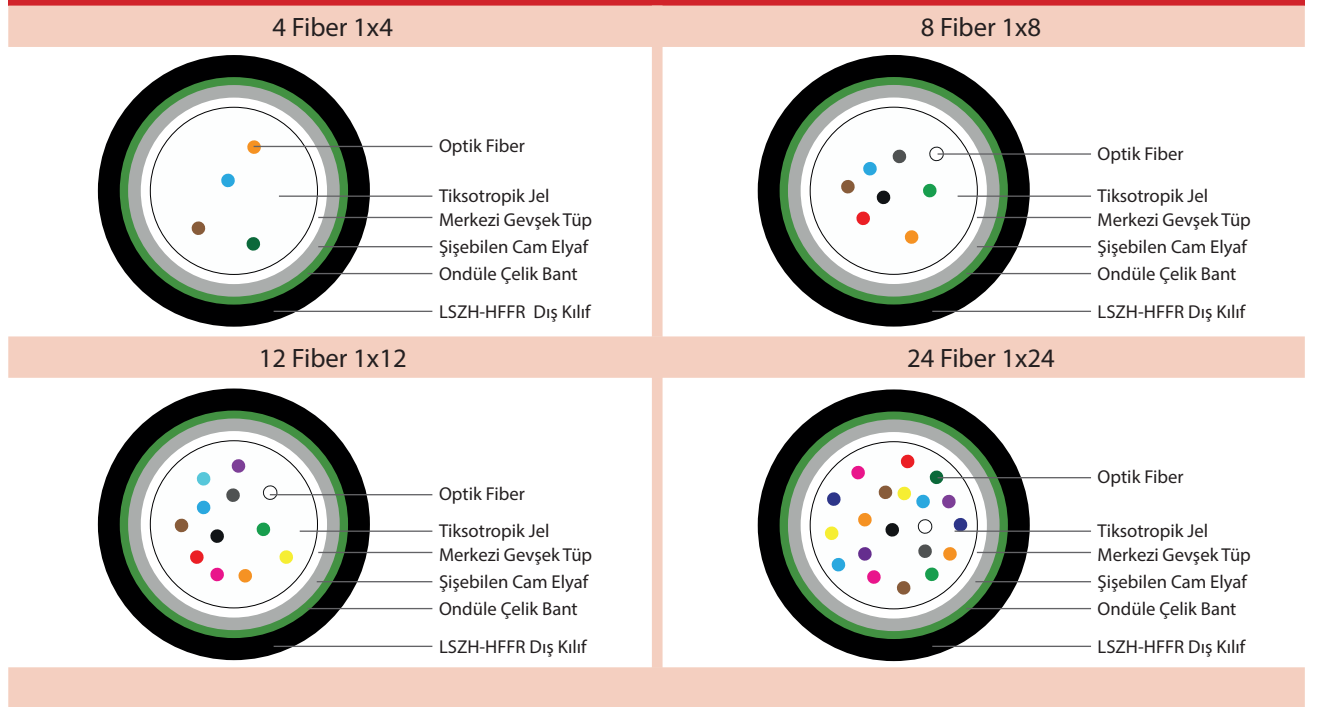 4 Fiber 1x4
Optik Fiber
Tiksotropik Jel
Merkezi Gevşek Tüp
Şişebilen Cam Elyaf
Ondüle Çelik Bant
LSZH-HFFR Dış Kılıf
8 Fiber 1x8
Optik Fiber
Tiksotropik Jel
Merkezi Gevşek Tüp
Şişebilen Cam Elyaf
Ondüle Çelik Bant
LSZH-HFFR Dış Kılıf
12 Fiber 1x12
Optik Fiber
Tiksotropik Jel
Merkezi Gevşek Tüp
Şişebilen Cam Elyaf
Ondüle Çelik Bant
LSZH-HFFR Dış Kılıf
24 Fiber 1x24
Optik Fiber
Tiksotropik Jel
Merkezi Gevşek Tüp
Şişebilen Cam Elyaf
Ondüle Çelik Bant
LSZH-HFFR Dış Kılıf